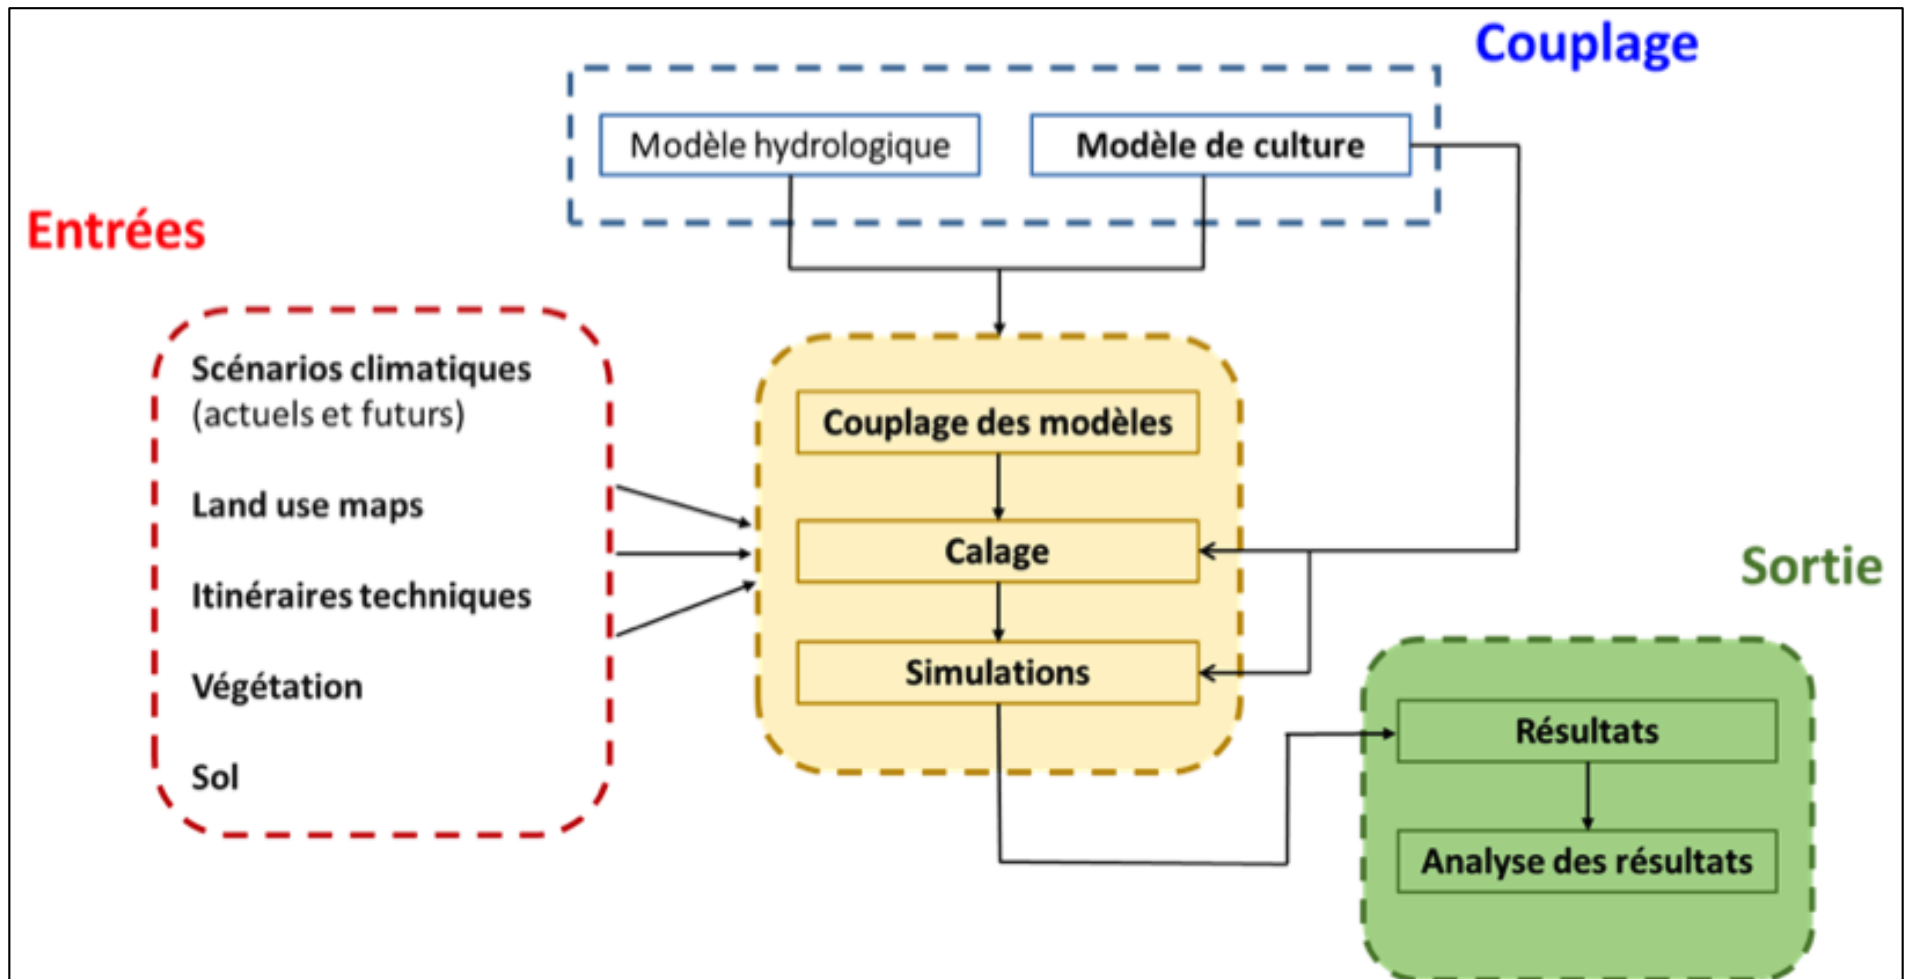 Couplage
Modèle hydrologique
Modèle de culture
Entrées
Scénarios climatiques
(actuels et futurs)
Land use maps
Itinéraires techniques
Végétation
Sol
Couplage des modèles
Calage
Simulations
Sortie
Résultats
Analyse des résultats